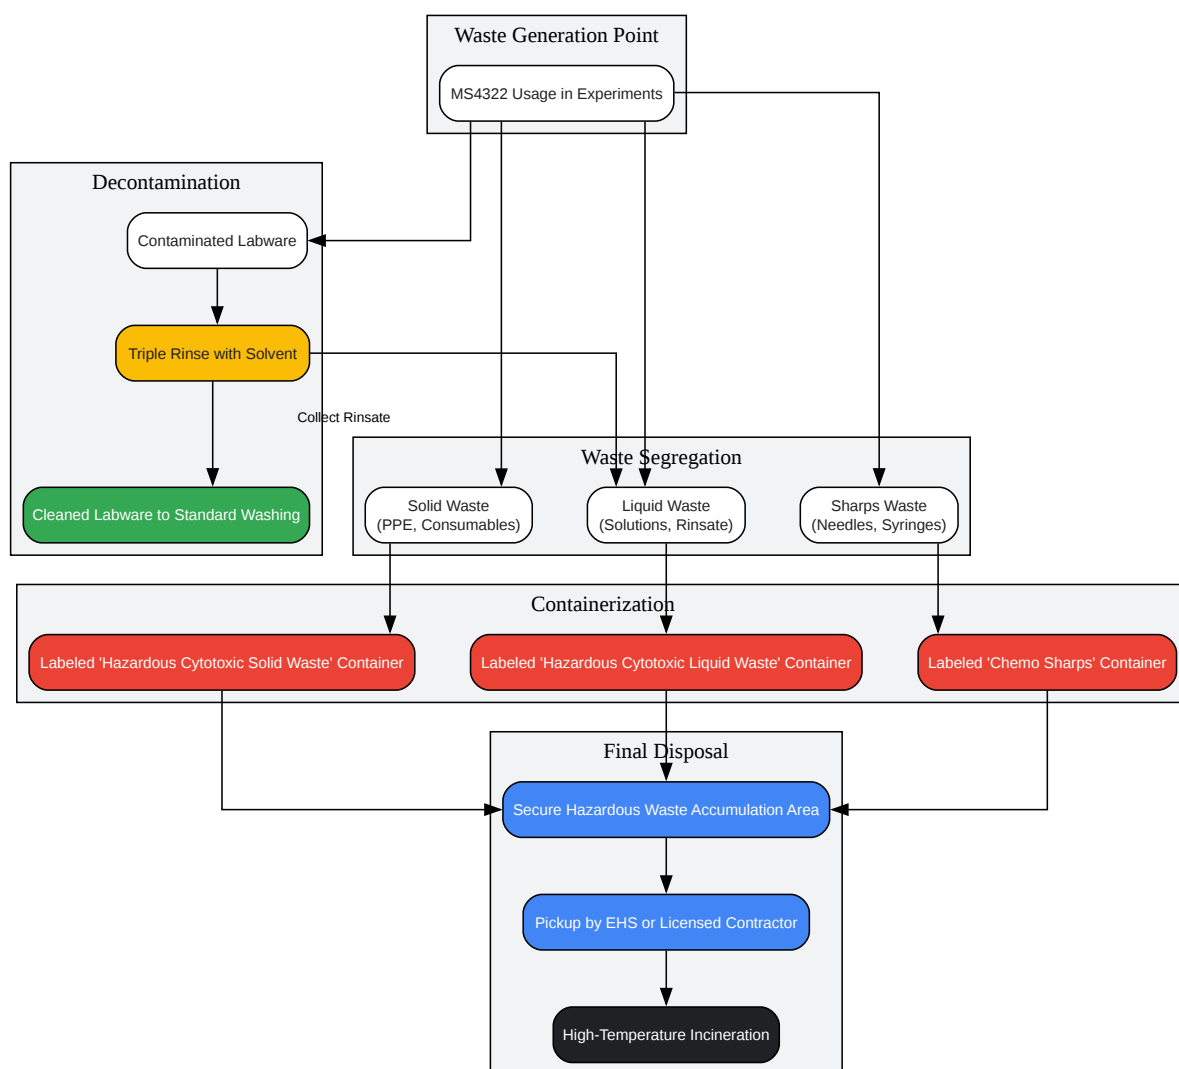 Waste Generation Point
MS4322 Usage in Experiments
Decontamination
Contaminated Labware
Triple Rinse with Solvent
Collect Rinsate
Cleaned Labware to Standard Washing
Waste Segregation
Solid Waste
(PPE, Consumables)
Liquid Waste
(Solutions, Rinsate)
Sharps Waste
(Needles, Syringes)
Containerization
Labeled 'Hazardous Cytotoxic Solid Waste' Container
Labeled 'Hazardous Cytotoxic Liquid Waste' Container
Labeled 'Chemo Sharps' Container
Final Disposal
Secure Hazardous Waste Accumulation Area
Pickup by EHS or Licensed Contractor
High-Temperature Incineration